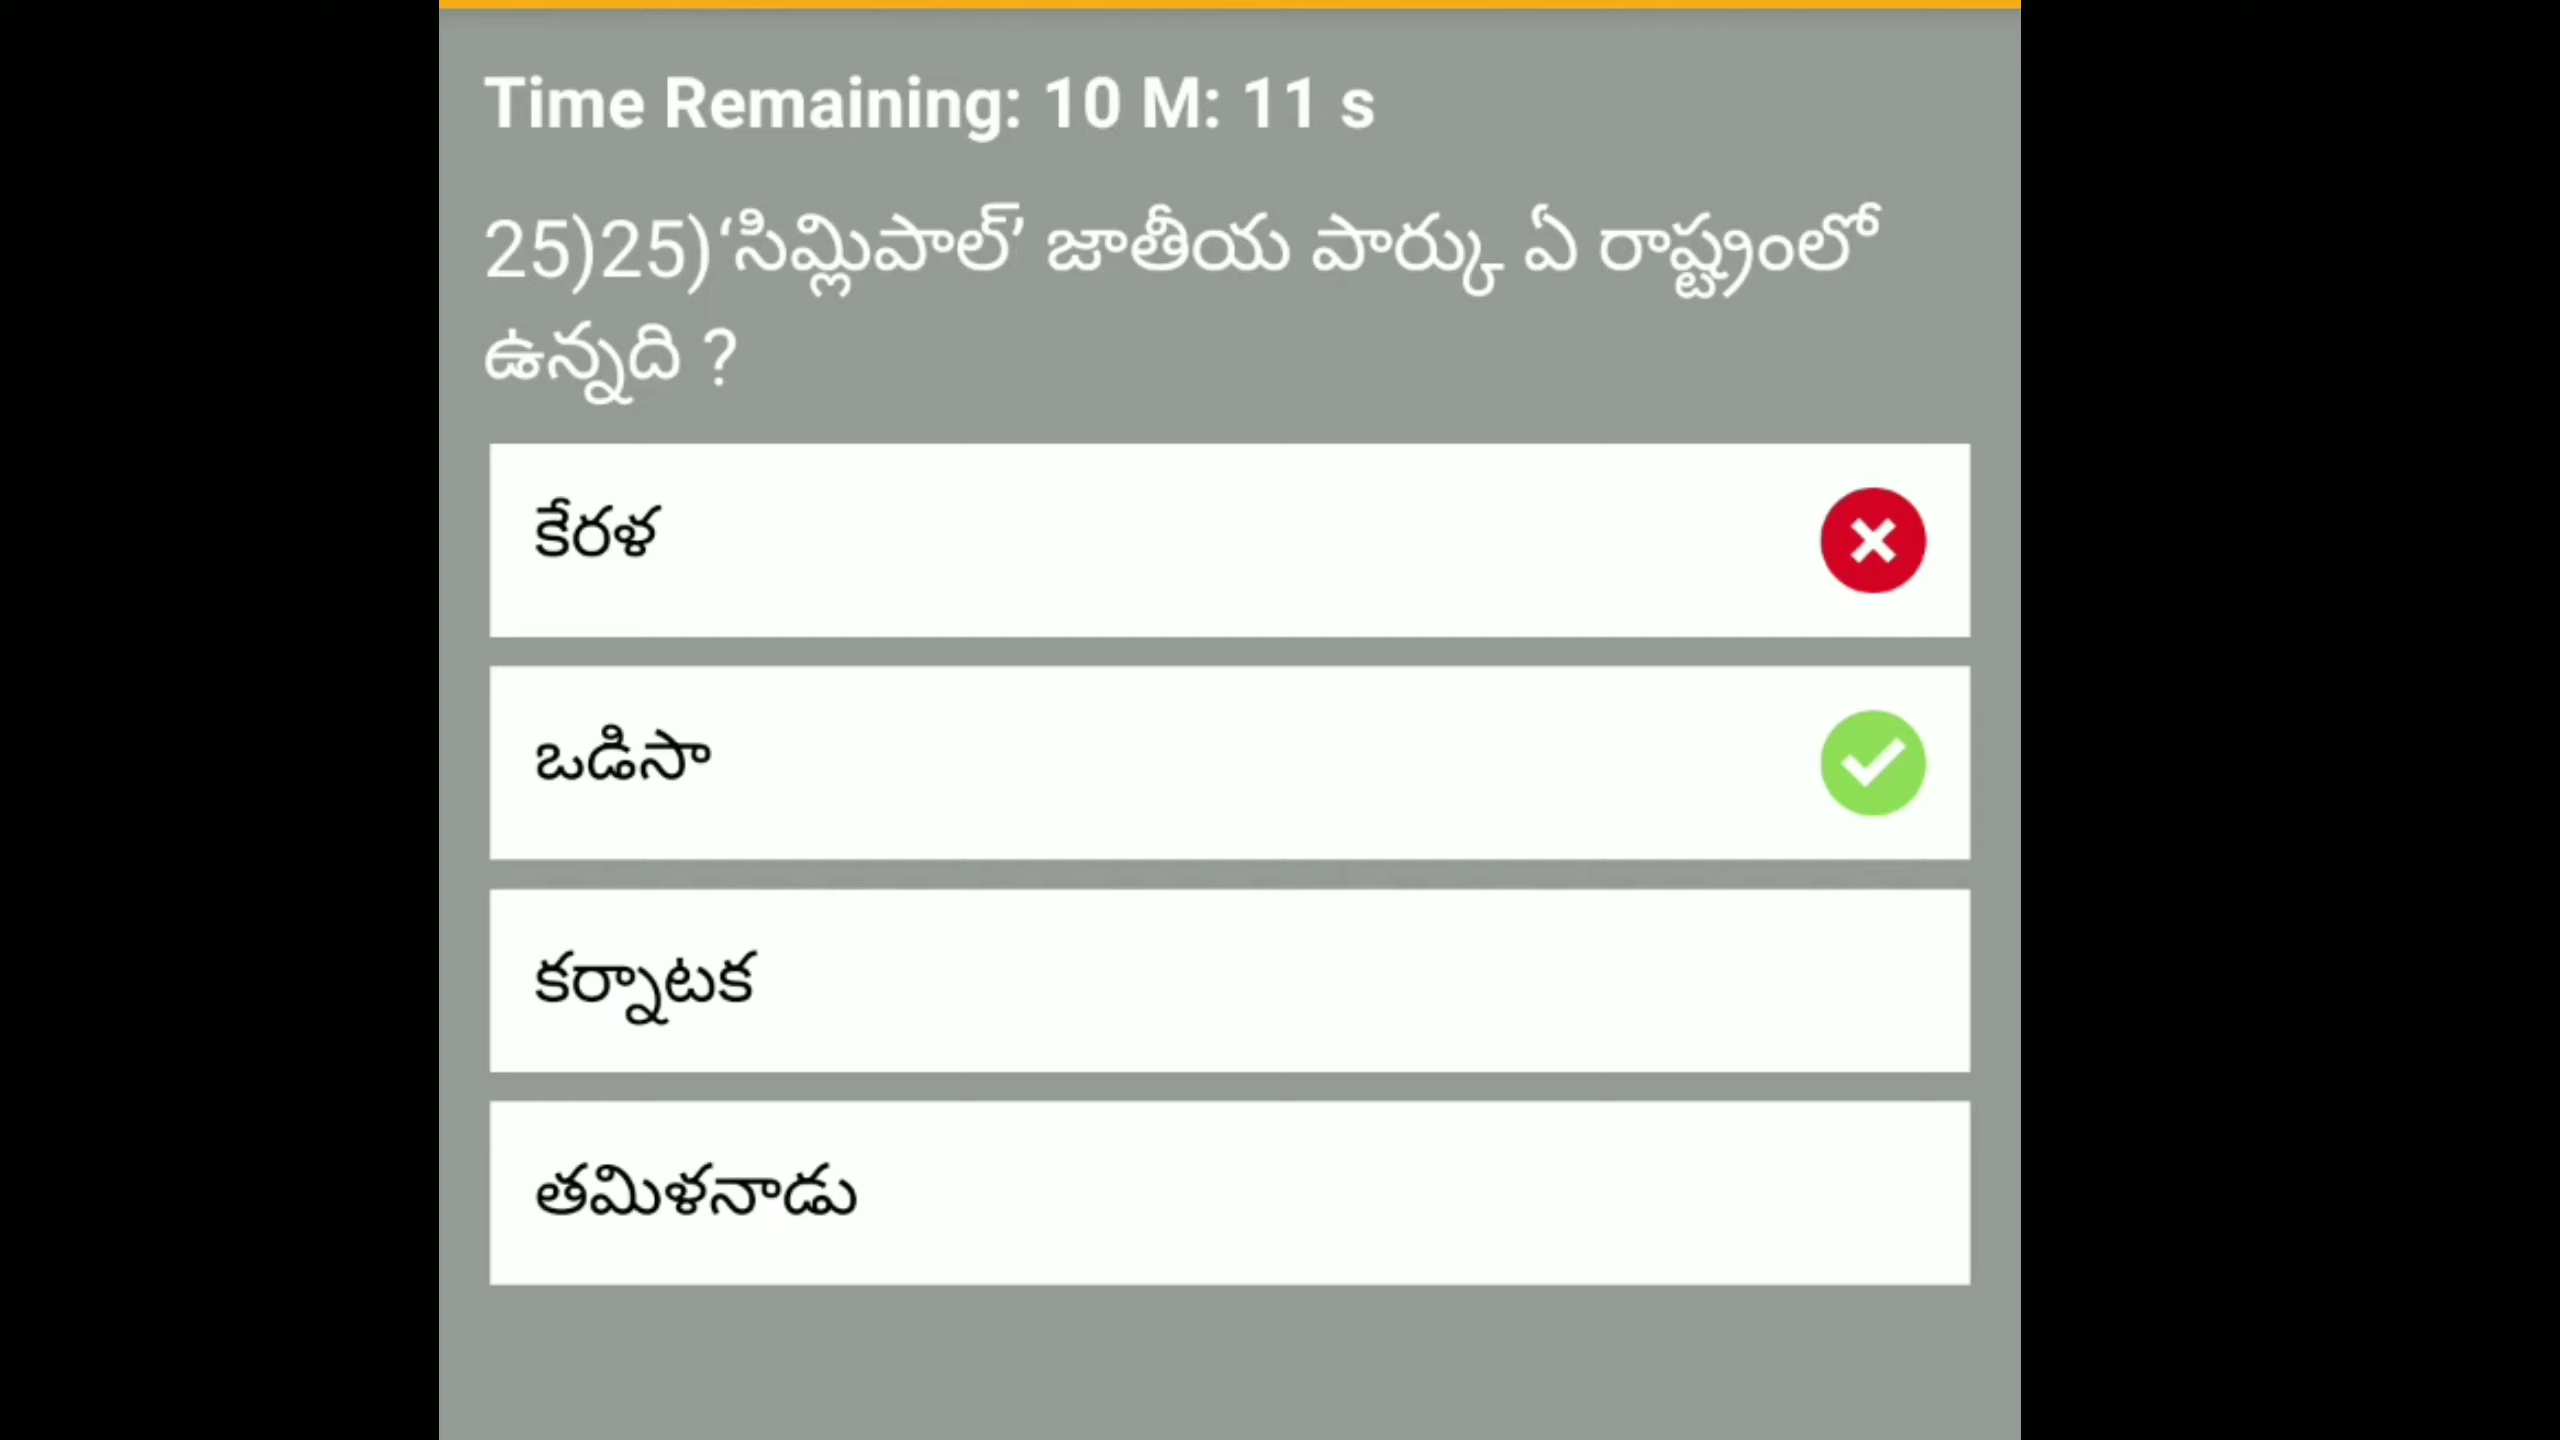 Time Remaining: 10 M: 11 s
25)25)‘సిమ్లిపాల్’ జాతీయ పార్కు ఏ రాష్ట్రంలో
ఉన్నది ?
కేరళ
ఒడిసా
కర్నాటక
తమిళనాడు